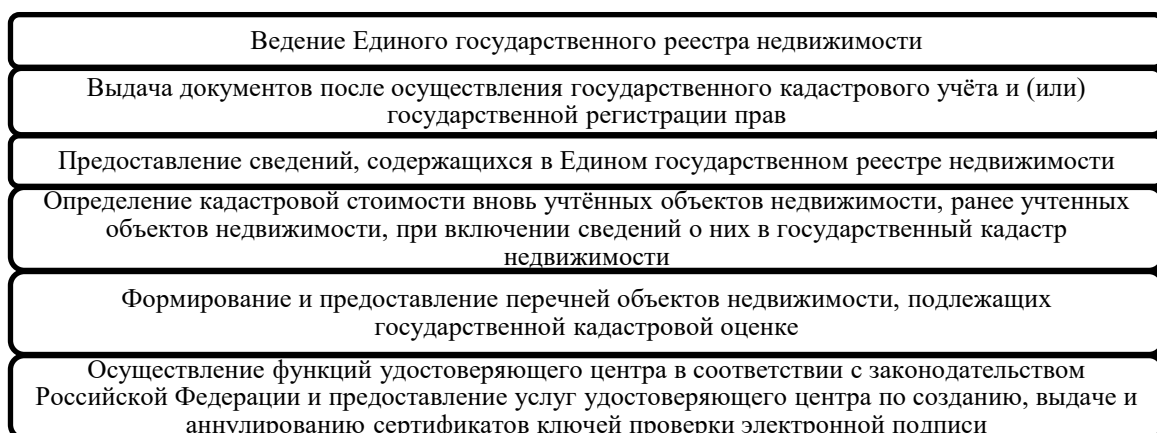 Ведение Единого государственного реестра недвижимости
Выдача документов после осуществления государственного кадастрового учёта и (или)
государственной регистрации прав
Предоставление сведений, содержащихся в Едином государственном реестре недвижимости
Определение кадастровой стоимости вновь учтённых объектов недвижимости, ранее учтенных
объектов недвижимости, при включении сведений о них в государственный кадастр
недвижимости
Формирование и предоставление перечней объектов недвижимости, подлежащих
государственной кадастровой оценке
Осуществление функций удостоверяющего центра в соответствии с законодательством
Российской Федерации и предоставление услуг удостоверяющего центра по созданию, выдаче и
аннулированию сертификатов ключей проверки электронной подписи